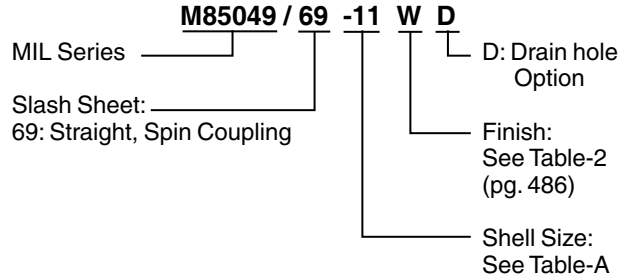 M85049 / 69 -11 W D
MIL Series
D: Drain hole
Option
Slash Sheet:
69: Straight, Spin Coupling
Finish:
See Table-2
(pg. 486)
Shell Size:
See Table-A